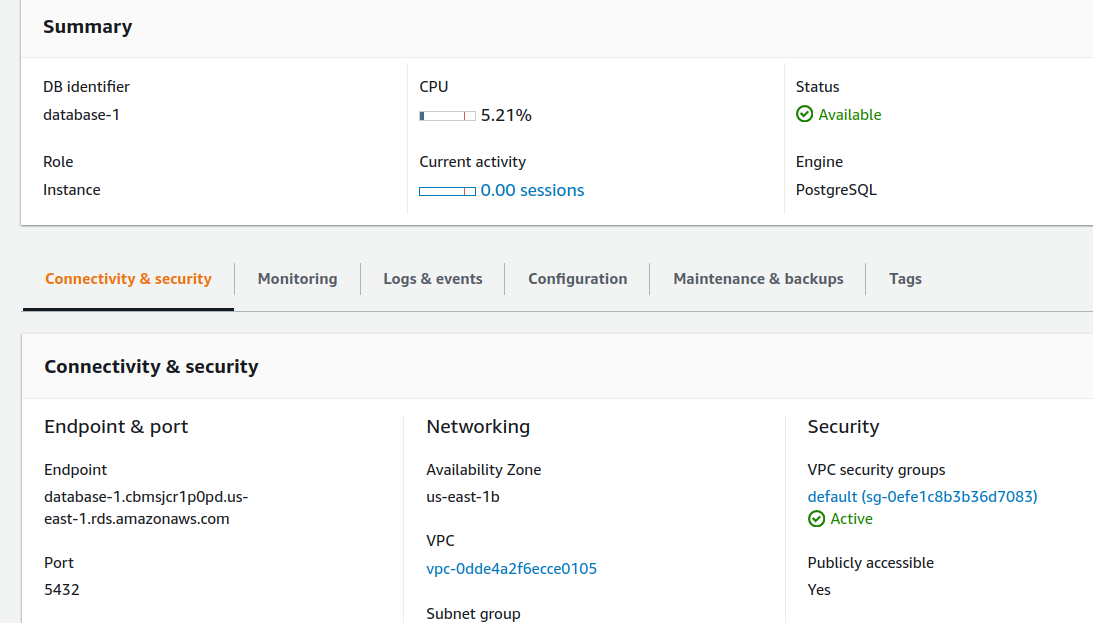 Summary
DB identifier
database-1
CPU
5.21%
Status
Available
Role
Instance
Current activity
0.00 sessions
Engine
PostgreSQL
Connectivity & security
Monitoring
Logs & events
Configuration
Maintenance & backups
Tags
Connectivity & security
Endpoint & port
Endpoint
database-1.cbmsjcr1p0pd.us-
east-1.rds.amazonaws.com
Port
5432
Networking
Availability Zone
us-east-1b
VPC
vpc-0dde4a2f6ecce0105
Subnet group
Security
VPC security groups
default (sg-0efe1c8b3b36d7083)
Active
Publicly accessible
Yes